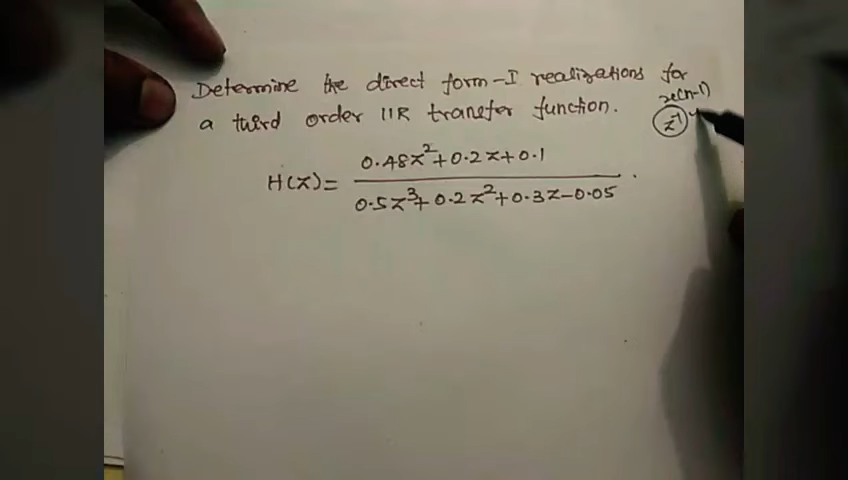 Determine the direct form-I realizations for
a third order IIR transfer function.
x(n-1)
z⁻¹
H(z) = 0.48z²+0.2z+0.1
0.5z³+0.2z²+0.3z-0.05